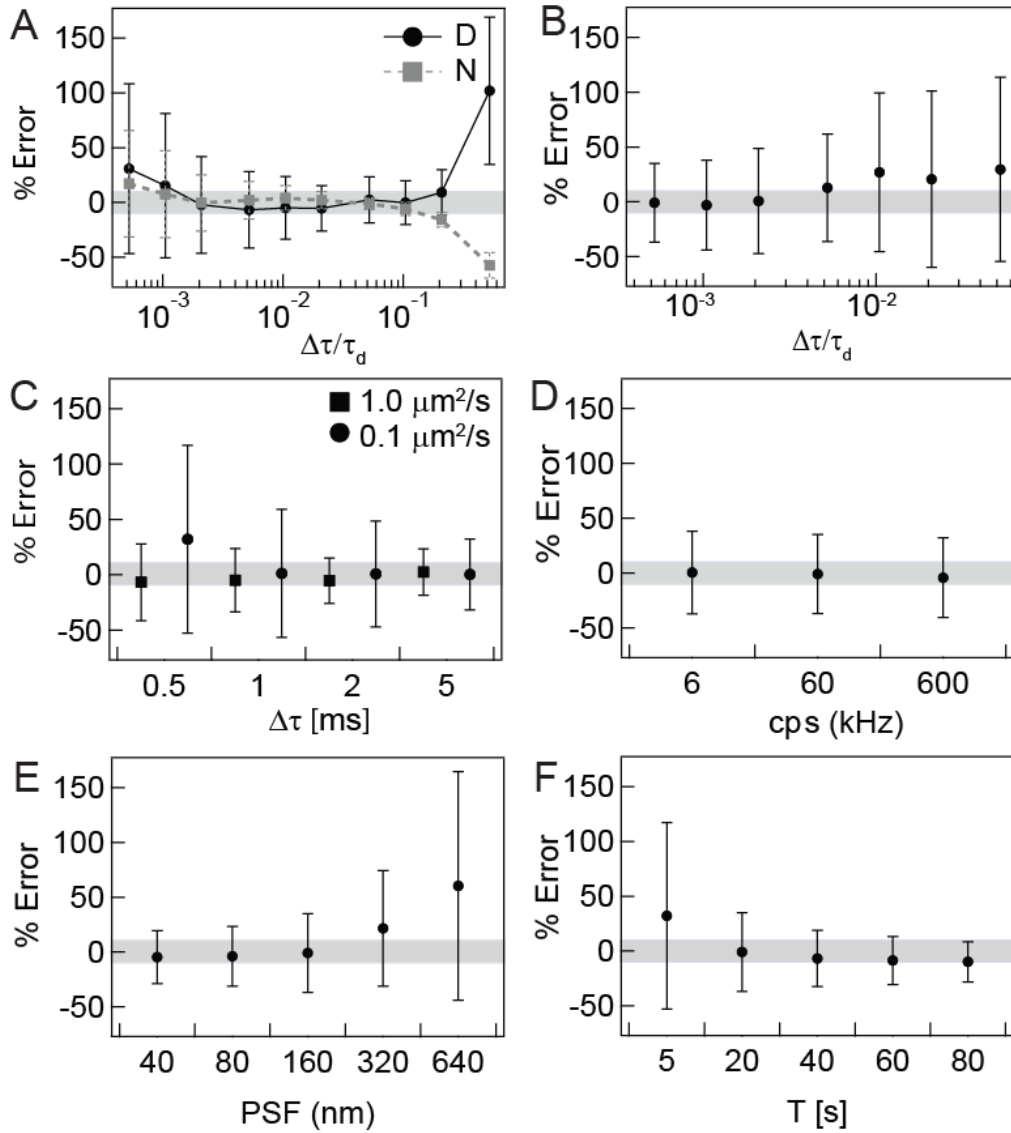 A
150
100
50
0
-50
% Error
D
N
10⁻³
10⁻²
10⁻¹
Δτ/τd
B
150
100
50
0
-50
% Error
10⁻³
10⁻²
Δτ/τd
C
150
100
50
0
-50
% Error
1.0 μm²/s
0.1 μm²/s
0.5
1
2
5
Δτ [ms]
D
150
100
50
0
-50
% Error
6
60
600
cps (kHz)
E
150
100
50
0
-50
% Error
40
80
160
320
640
PSF (nm)
F
150
100
50
0
-50
% Error
5
20
40
60
80
T [s]